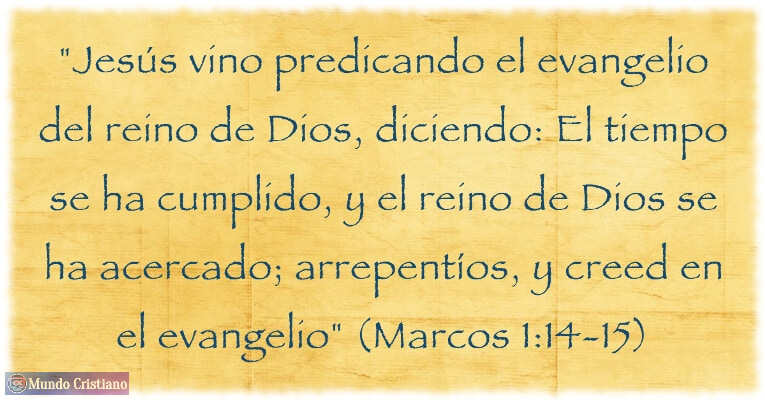 "Jesús vino predicando el evangelio
del reino de Dios, diciendo: El tiempo
se ha cumplido, y el reino de Dios se
ha acercado; arrepentíos, y creed en
el evangelio" (Marcos 1:14-15)
Mundo Cristiano